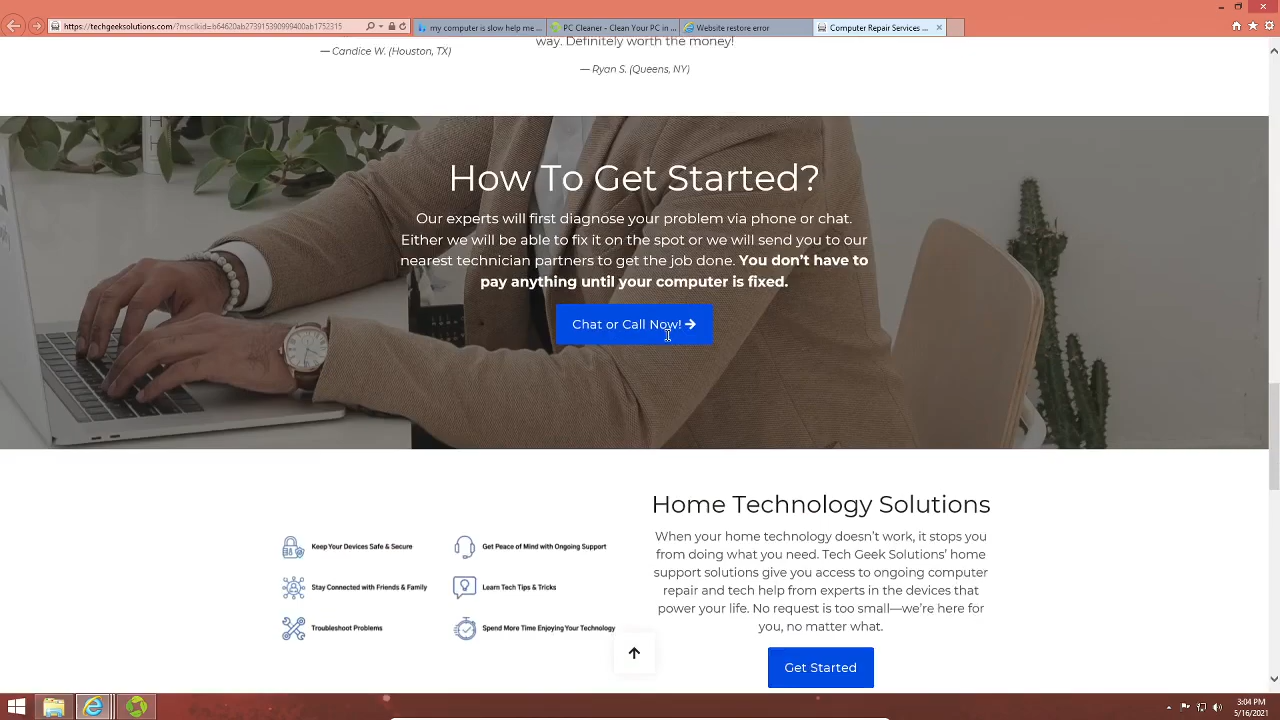 https://techgeeksolutions.com/?msclkid=b64620ab273915390999400ab1752315
my computer is slow help me ...
PC Cleaner - Clean Your PC in ...
Website restore error
Computer Repair Services ...
way. Definitely worth the money!
— Candice W. (Houston, TX)
— Ryan S. (Queens, NY)
How To Get Started?
Our experts will first diagnose your problem via phone or chat.
Either we will be able to fix it on the spot or we will send you to our
nearest technician partners to get the job done. You don’t have to
pay anything until your computer is fixed.
Chat or Call Now!
Home Technology Solutions
When your home technology doesn’t work, it stops you
from doing what you need. Tech Geek Solutions’ home
support solutions give you access to ongoing computer
repair and tech help from experts in the devices that
power your life. No request is too small—we’re here for
you, no matter what.
Get Started
Keep Your Devices Safe & Secure
Get Peace of Mind with Ongoing Support
Stay Connected with Friends & Family
Learn Tech Tips & Tricks
Troubleshoot Problems
Spend More Time Enjoying Your Technology
3:04 PM
5/16/2021